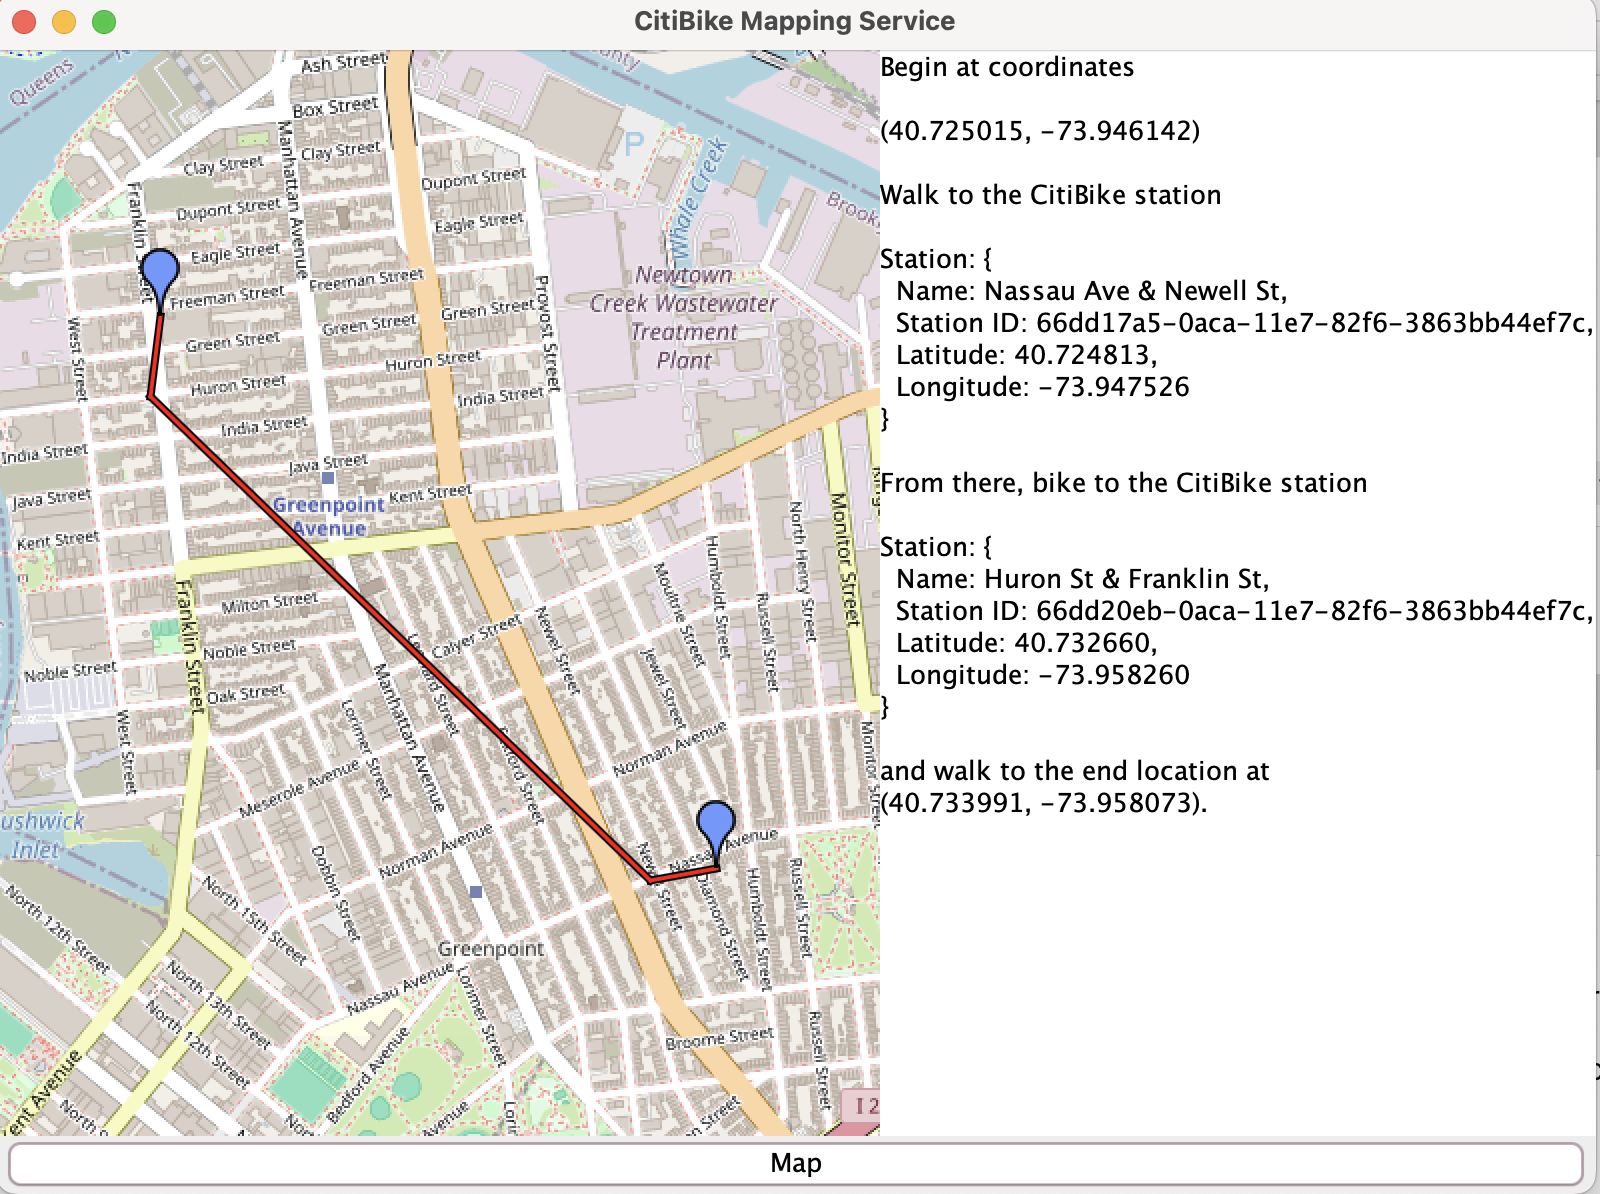 CitiBike Mapping Service
Begin at coordinates
(40.725015, -73.946142)
Walk to the CitiBike station
Station: {
Name: Nassau Ave & Newell St,
Station ID: 66dd17a5-0aca-11e7-82f6-3863bb44ef7c,
Latitude: 40.724813,
Longitude: -73.947526
}
From there, bike to the CitiBike station
Station: {
Name: Huron St & Franklin St,
Station ID: 66dd20eb-0aca-11e7-82f6-3863bb44ef7c,
Latitude: 40.732660,
Longitude: -73.958260
}
and walk to the end location at
(40.733991, -73.958073).
Queens
Ash Street
Box Street
Manhattan Avenue
Clay Street
Clay Street
P
Whale Creek
Dupont Street
Dupont Street
Franklin Street
Eagle Street
Eagle Street
Freeman Street
Freeman Street
Newtown
Creek Wastewater
Treatment
Plant
Provost Street
West Street
Green Street
Green Street
Green Street
Huron Street
Huron Street
India Street
India Street
India Street
Java Street
Java Street
Kent Street
Kent Street
Greenpoint
Avenue
Monitor Street
North Henry Street
Humboldt Street
Russell Street
Moultrie Street
Milton Street
Calyer Street
Newel Street
Jewel Street
Franklin Street
Noble Street
Noble Street
Oak Street
Manhattan Avenue
Lorimer Street
West Street
Norman Avenue
Meserole Avenue
Norman Avenue
Nassau Avenue
Dobbin Street
Diamond Street
Humboldt Street
Russell Street
ushwick
Inlet
North 12th Street
North 15th Street
Greenpoint
North 13th Street
North 12th Street
Nassau Avenue
Lorimer Street
Bedford Avenue
Broome Street
Russell Street
I 2
Map